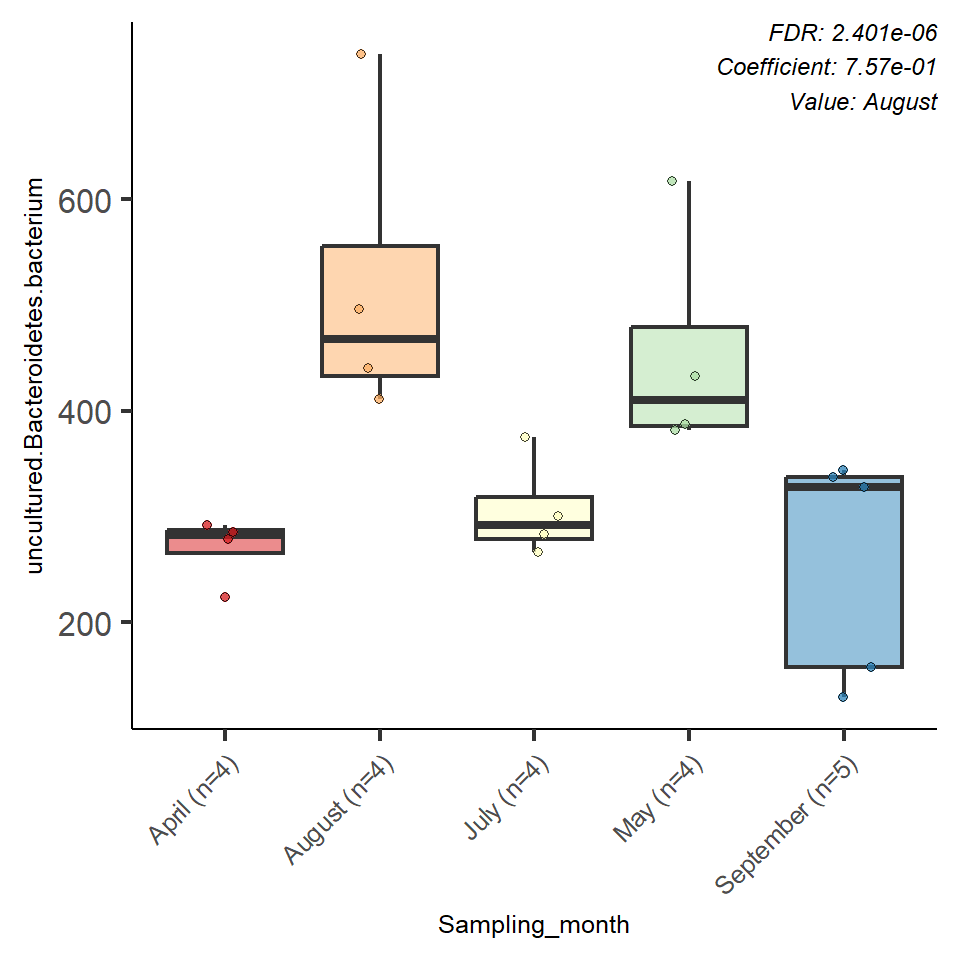 FDR: 2.401e-06
Coefficient: 7.57e-01
Value: August
uncultured.Bacteroidetes.bacterium
600
400
200
April (n=4)
August (n=4)
July (n=4)
May (n=4)
September (n=5)
Sampling_month